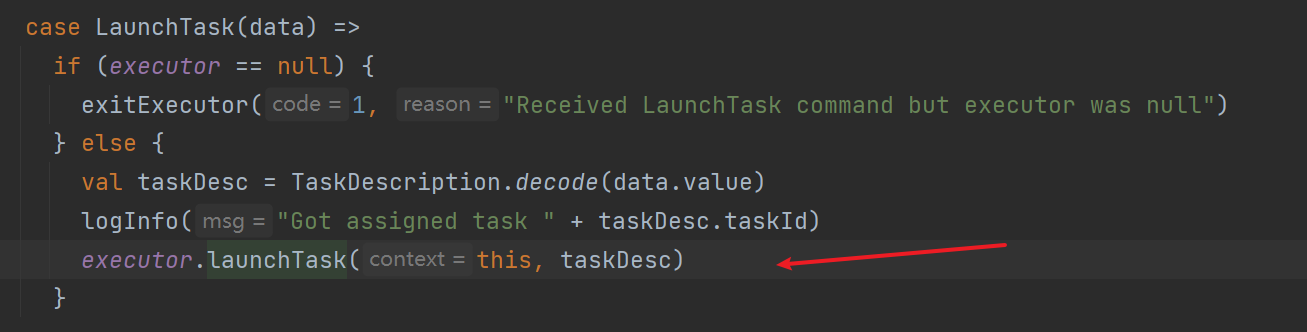 case LaunchTask(data) =>
if (executor == null) {
exitExecutor( code = 1, reason = "Received LaunchTask command but executor was null")
} else {
val taskDesc = TaskDescription.decode(data.value)
logInfo( msg = "Got assigned task " + taskDesc.taskId)
executor.launchTask( context = this, taskDesc)
}